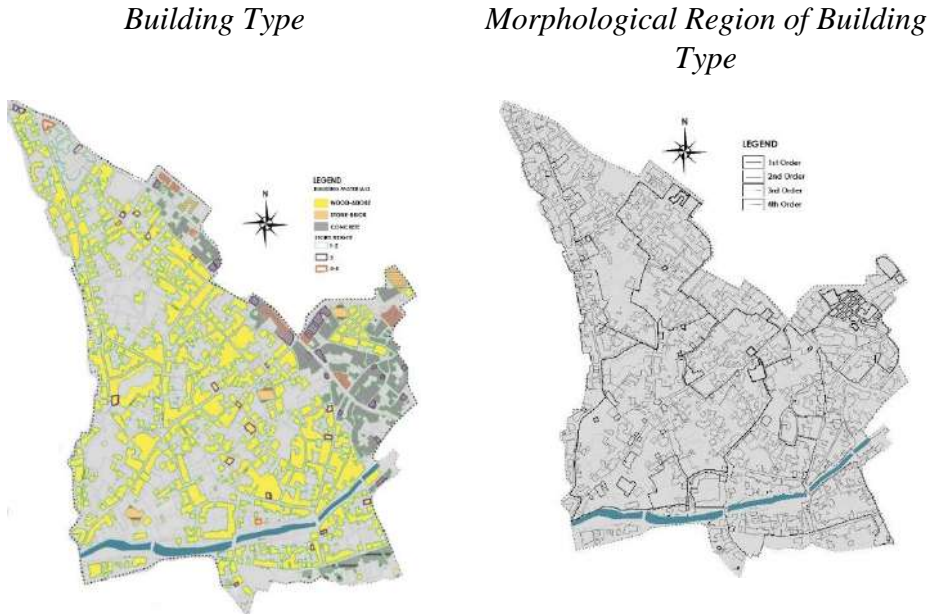 Building Type
Morphological Region of Building
Type
N
LEGEND
WOOD-ADOBE
STONE-BRICK
CONCRETE
1-2
3
N
LEGEND
1st Order
2nd Order
3rd Order
4th Order